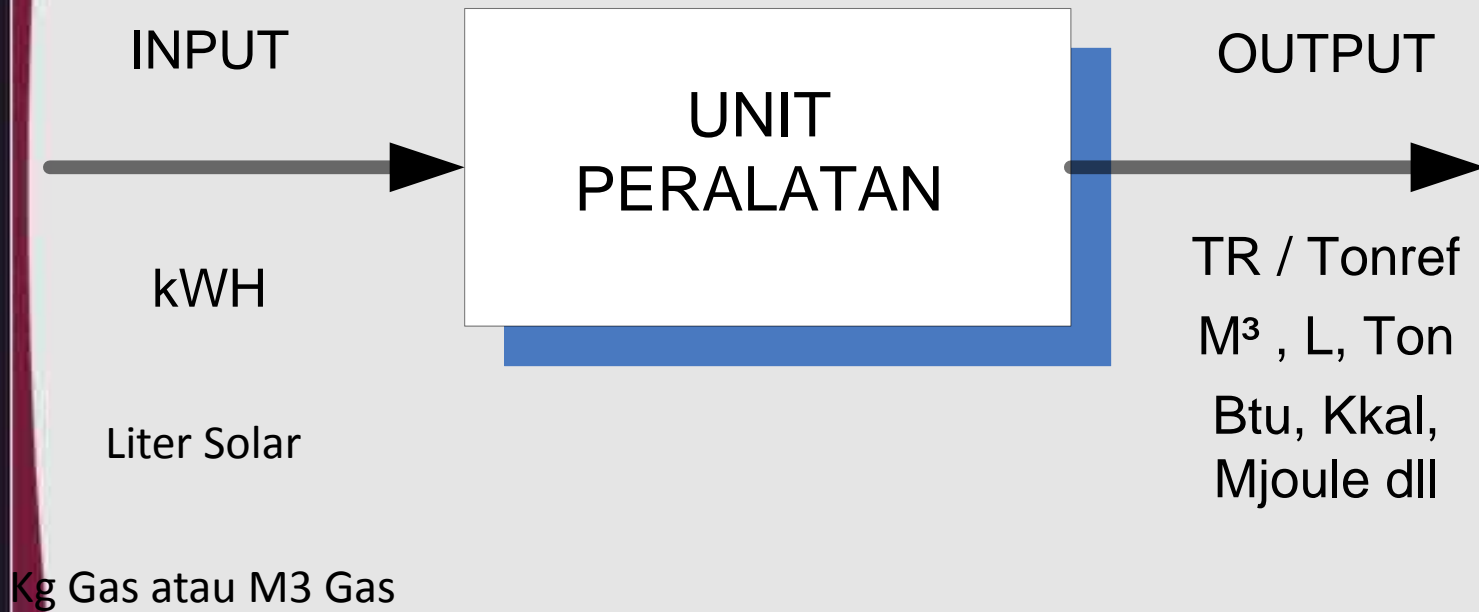 INPUT
kWH
Liter Solar
Kg Gas atau M3 Gas
UNIT
PERALATAN
OUTPUT
TR / Tonref
M³ , L, Ton
Btu, Kkal,
Mjoule dll